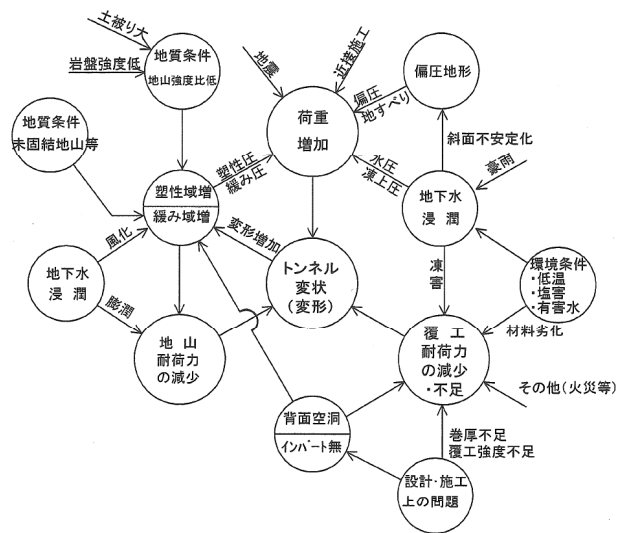 土被り大
岩盤強度低
地質条件
地山強度比低
地震
近接施工
偏圧地形
地質条件
未固結地山等
荷重
増加
偏圧
地すべり
斜面不安定化
豪雨
塑性圧
緩み圧
水圧
凍上圧
塑性域増
緩み域増
地下水
浸潤
風化
変形増加
地下水
浸潤
トンネル
変状
(変形)
凍害
環境条件
・低温
・塩害
・有害水
膨潤
地山
耐荷力
の減少
覆工
耐荷力
の減少
・不足
材料劣化
その他(火災等)
背面空洞
インバート無
巻厚不足
覆工強度不足
設計・施工
上の問題